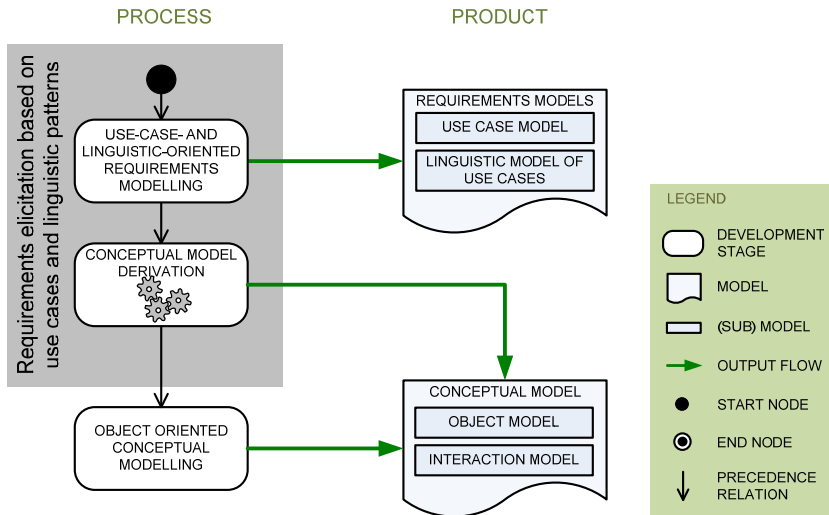 PROCESS
PRODUCT
Requirements elicitation based on
use cases and linguistic patterns
USE-CASE- AND
LINGUISTIC-ORIENTED
REQUIREMENTS
MODELLING
REQUIREMENTS MODELS
USE CASE MODEL
LINGUISTIC MODEL OF
USE CASES
CONCEPTUAL MODEL
DERIVATION
OBJECT ORIENTED
CONCEPTUAL
MODELLING
CONCEPTUAL MODEL
OBJECT MODEL
INTERACTION MODEL
LEGEND
DEVELOPMENT
STAGE
MODEL
(SUB) MODEL
OUTPUT FLOW
START NODE
END NODE
PRECEDENCE
RELATION